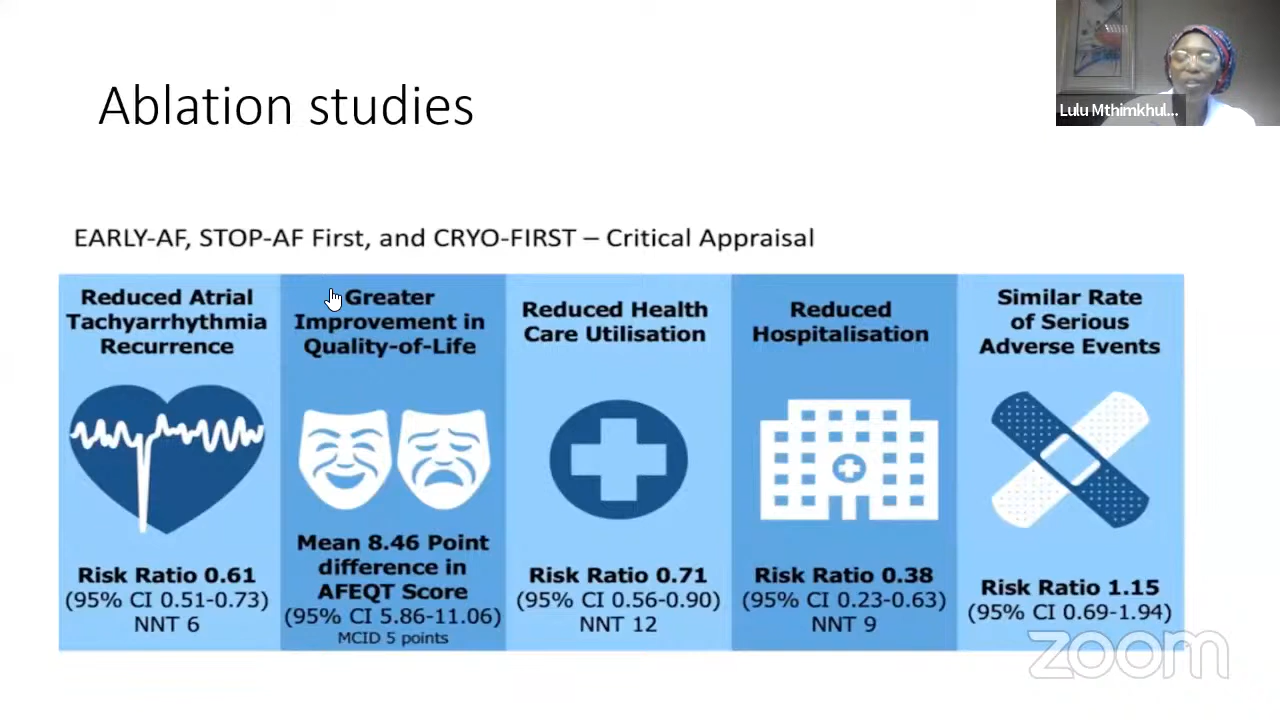 Ablation studies
Lulu Mthimkhul...
EARLY-AF, STOP-AF First, and CRYO-FIRST – Critical Appraisal
Reduced Atrial
Tachyarrhythmia
Recurrence
Risk Ratio 0.61
(95% CI 0.51-0.73)
NNT 6
Greater
Improvement in
Quality-of-Life
Mean 8.46 Point
difference in
AFEQT Score
(95% CI 5.86-11.06)
MCID 5 points
Reduced Health
Care Utilisation
Risk Ratio 0.71
(95% CI 0.56-0.90)
NNT 12
Reduced
Hospitalisation
Risk Ratio 0.38
(95% CI 0.23-0.63)
NNT 9
Similar Rate
of Serious
Adverse Events
Risk Ratio 1.15
(95% CI 0.69-1.94)
zoom